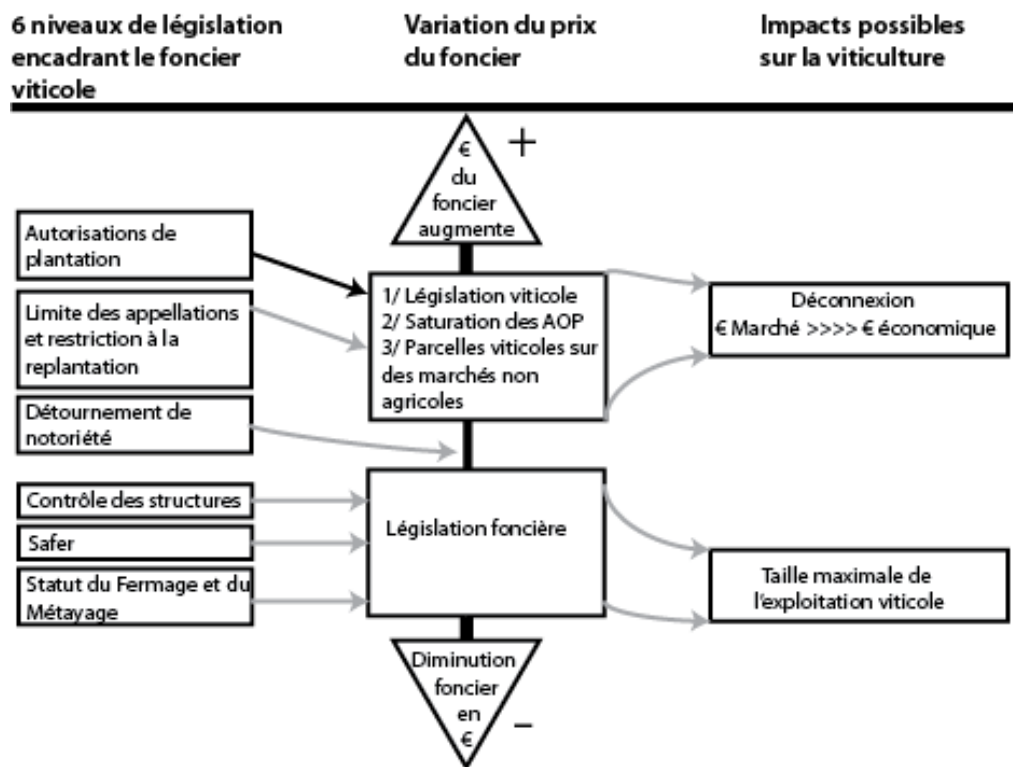 6 niveaux de législation
encadrant le foncier
viticole
Variation du prix
du foncier
Impacts possibles
sur la viticulture
€
du
foncier
augmente
+
Autorisations de
plantation
Limite des appellations
et restriction à la
replantation
Détournement de
notoriété
Contrôle des structures
Safer
Statut du Fermage et du
Métayage
1/ Législation viticole
2/ Saturation des AOP
3/ Parcelles viticoles sur
des marchés non
agricoles
Législation foncière
Diminution
foncier
en
€
–
Déconnexion
€ Marché >>>> € économique
Taille maximale de
l'exploitation viticole